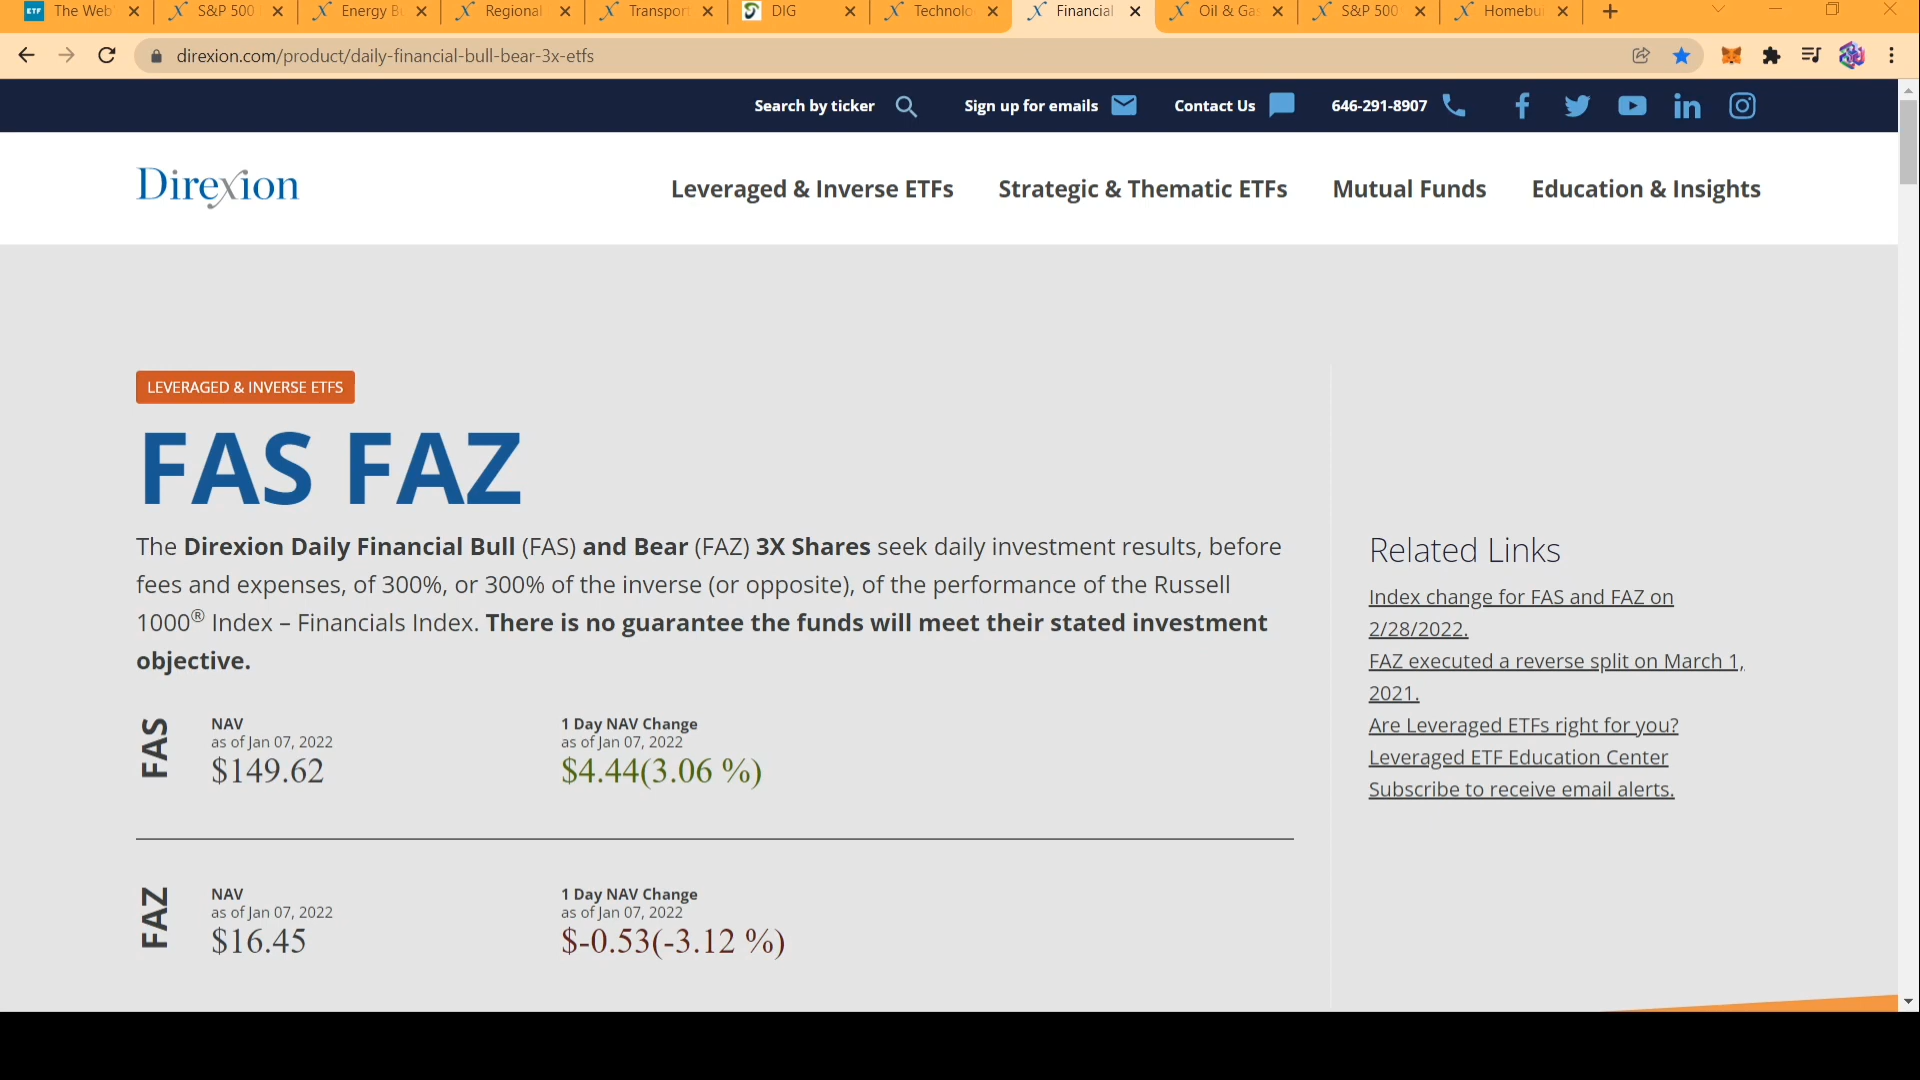 ETF The Web
S&P 500
Energy B
Regional
Transport
DIG
Technolo
Financial
Oil & Gas
S&P 500
Homebui
direxion.com/product/daily-financial-bull-bear-3x-etfs
Search by ticker
Sign up for emails
Contact Us
646-291-8907
Direxion
Leveraged & Inverse ETFs
Strategic & Thematic ETFs
Mutual Funds
Education & Insights
LEVERAGED & INVERSE ETFS
FAS FAZ
The Direxion Daily Financial Bull (FAS) and Bear (FAZ) 3X Shares seek daily investment results, before
fees and expenses, of 300%, or 300% of the inverse (or opposite), of the performance of the Russell
1000® Index – Financials Index. There is no guarantee the funds will meet their stated investment
objective.
FAS
NAV
as of Jan 07, 2022
$149.62
1 Day NAV Change
as of Jan 07, 2022
$4.44(3.06 %)
FAZ
NAV
as of Jan 07, 2022
$16.45
1 Day NAV Change
as of Jan 07, 2022
$-0.53(-3.12 %)
Related Links
Index change for FAS and FAZ on
2/28/2022.
FAZ executed a reverse split on March 1,
2021.
Are Leveraged ETFs right for you?
Leveraged ETF Education Center
Subscribe to receive email alerts.